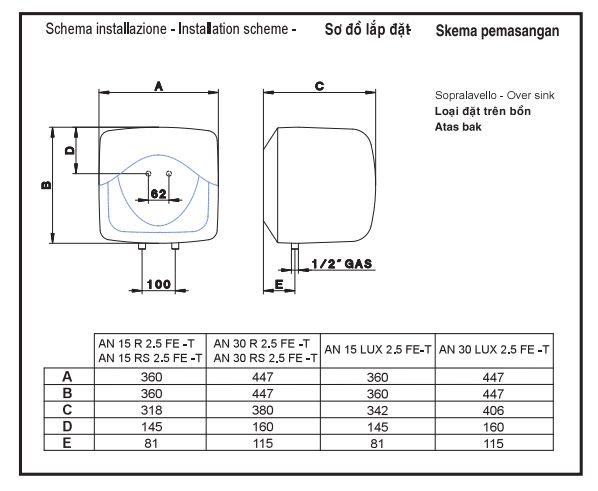 Schema installazione - Installation scheme - Sơ đồ lắp đặt Skema pemasangan
Sopralavello - Over sink
Loại đặt trên bồn
Atas bak
A
C
D
B
62
1/2" GAS
100
E
AN 15 R 2.5 FE -T AN 30 R 2.5 FE -T AN 15 LUX 2.5 FE-T AN 30 LUX 2.5 FE -T
AN 15 RS 2.5 FE -T AN 30 RS 2.5 FE -T
A 360 447 360 447
B 360 447 360 447
C 318 380 342 406
D 145 160 145 160
E 81 115 81 115